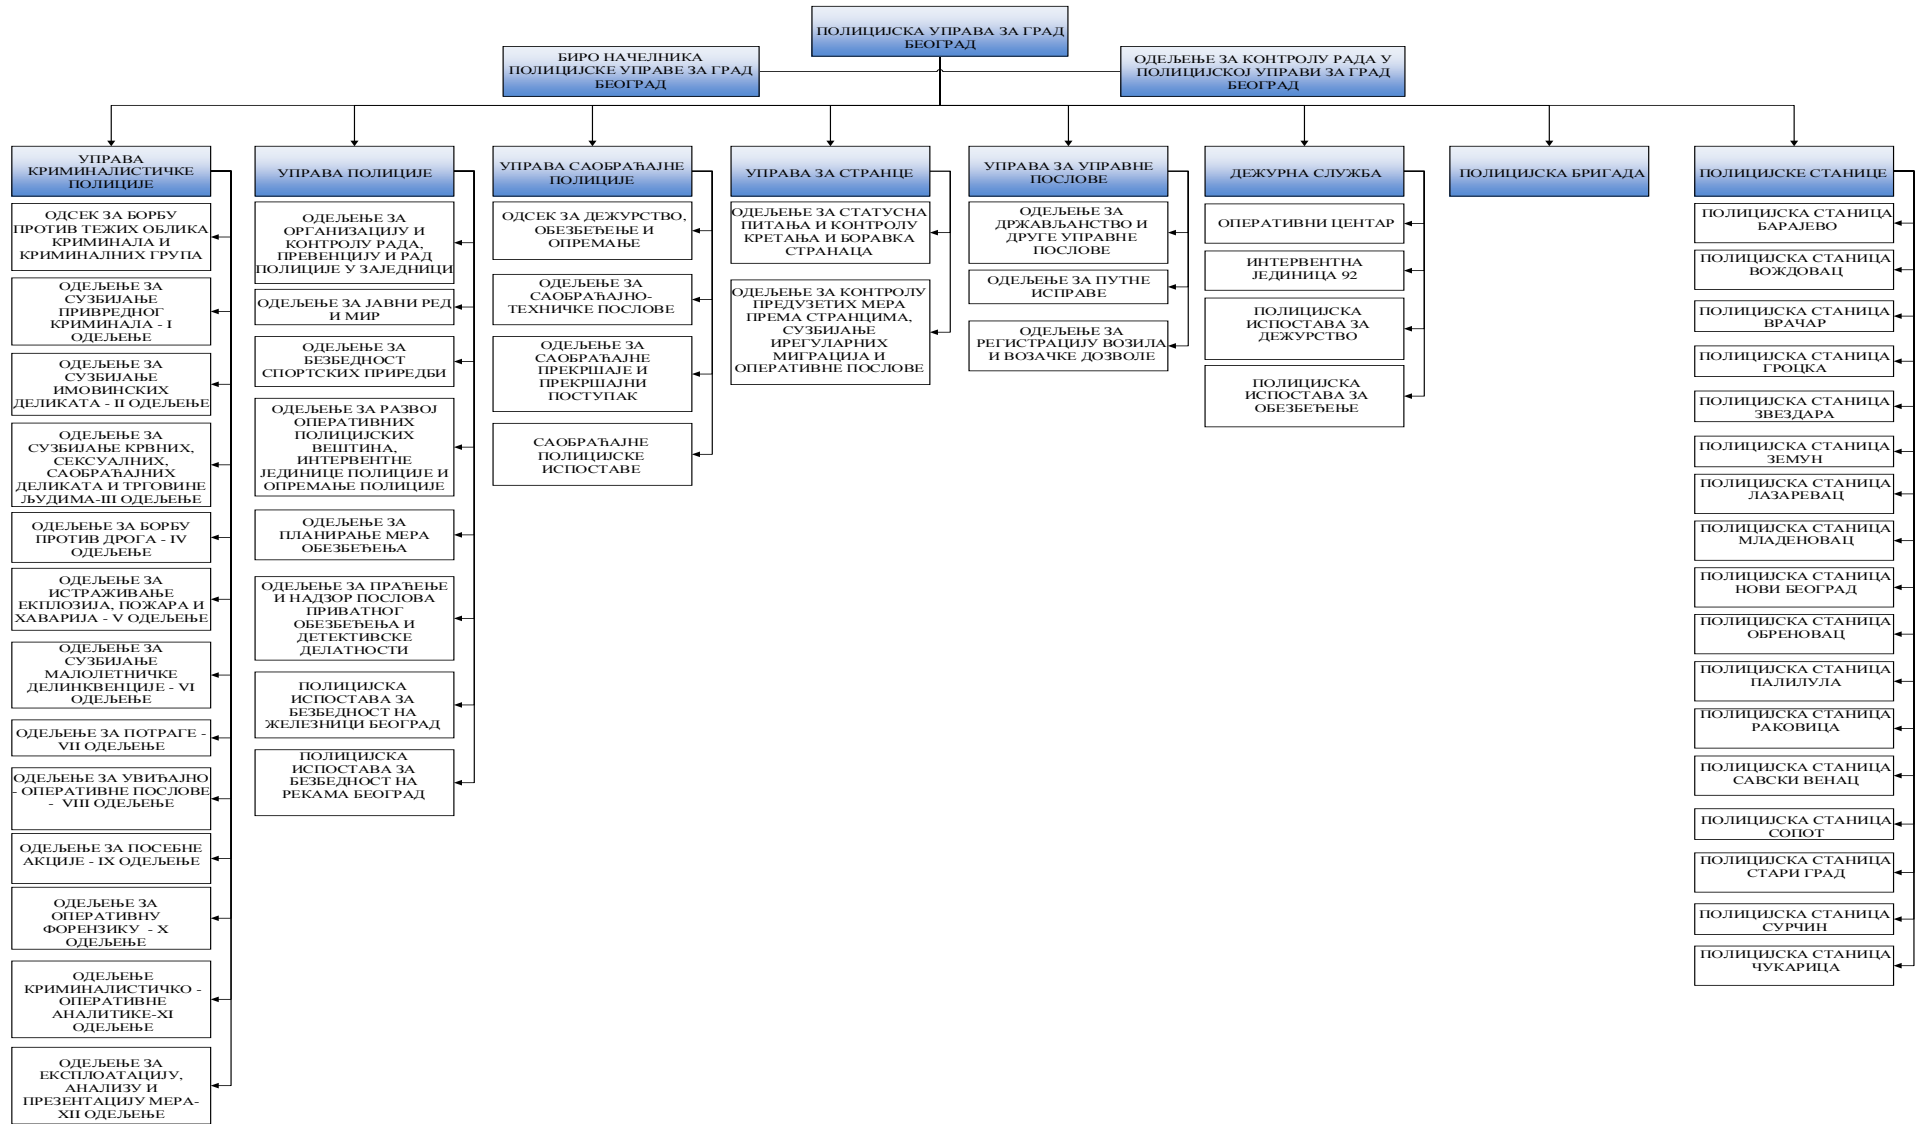 ПОЛИЦИЈСКА УПРАВА ЗА ГРАД
БЕОГРАД
БИРО НАЧЕЛНИКА
ПОЛИЦИЈСКЕ УПРАВЕ ЗА ГРАД
БЕОГРАД
ОДЕЉЕЊЕ ЗА КОНТРОЛУ РАДА У
ПОЛИЦИЈСКОЈ УПРАВИ ЗА ГРАД
БЕОГРАД
УПРАВА
КРИМИНАЛИСТИЧКЕ
ПОЛИЦИЈЕ
ОДСЕК ЗА БОРБУ
ПРОТИВ ТЕЖИХ ОБЛИКА
КРИМИНАЛА И
КРИМИНАЛНИХ ГРУПА
ОДЕЉЕЊЕ ЗА
СУЗБИЈАЊЕ
ПРИВРЕДНОГ
КРИМИНАЛА - I
ОДЕЉЕЊЕ
ОДЕЉЕЊЕ ЗА
СУЗБИЈАЊЕ
ИМОВИНСКИХ
ДЕЛИКАТА - II ОДЕЉЕЊЕ
ОДЕЉЕЊЕ ЗА
СУЗБИЈАЊЕ КРВНИХ,
СЕКСУАЛНИХ,
САОБРАЋАЈНИХ
ДЕЛИКАТА И ТРГОВИНЕ
ЉУДИМА-III ОДЕЉЕЊЕ
ОДЕЉЕЊЕ ЗА БОРБУ
ПРОТИВ ДРОГА - IV
ОДЕЉЕЊЕ
ОДЕЉЕЊЕ ЗА
ИСТРАЖИВАЊЕ
ЕКПЛОЗИЈА, ПОЖАРА И
ХАВАРИЈА - V ОДЕЉЕЊЕ
ОДЕЉЕЊЕ ЗА
СУЗБИЈАЊЕ
МАЛОЛЕТНИЧКЕ
ДЕЛИНКВЕНЦИЈЕ - VI
ОДЕЉЕЊЕ
ОДЕЉЕЊЕ ЗА ПОТРАГЕ -
VII ОДЕЉЕЊЕ
ОДЕЉЕЊЕ ЗА УВИЂАЈНО
- ОПЕРАТИВНЕ ПОСЛОВЕ
- VIII ОДЕЉЕЊЕ
ОДЕЉЕЊЕ ЗА ПОСЕБНЕ
АКЦИЈЕ - IX ОДЕЉЕЊЕ
ОДЕЉЕЊЕ ЗА
ОПЕРАТИВНУ
ФОРЕНЗИКУ - X
ОДЕЉЕЊЕ
ОДЕЉЕЊЕ
КРИМИНАЛИСТИЧКО -
ОПЕРАТИВНЕ
АНАЛИТИКЕ-XI
ОДЕЉЕЊЕ
ОДЕЉЕЊЕ ЗА
ЕКСПЛОАТАЦИЈУ,
АНАЛИЗУ И
ПРЕЗЕНТАЦИЈУ МЕРА-
XII ОДЕЉЕЊЕ
УПРАВА ПОЛИЦИЈЕ
ОДЕЉЕЊЕ ЗА
ОРГАНИЗАЦИЈУ И
КОНТРОЛУ РАДА,
ПРЕВЕНЦИЈУ И РАД
ПОЛИЦИЈЕ У ЗАЈЕДНИЦИ
ОДЕЉЕЊЕ ЗА ЈАВНИ РЕД
И МИР
ОДЕЉЕЊЕ ЗА
БЕЗБЕДНОСТ
СПОРТСКИХ ПРИРЕДБИ
ОДЕЉЕЊЕ ЗА РАЗВОЈ
ОПЕРАТИВНИХ
ПОЛИЦИЈСКИХ
ВЕШТИНА,
ИНТЕРВЕНТНЕ
ЈЕДИНИЦЕ ПОЛИЦИЈЕ И
ОПРЕМАЊЕ ПОЛИЦИЈЕ
ОДЕЉЕЊЕ ЗА
ПЛАНИРАЊЕ МЕРА
ОБЕЗБЕЂЕЊА
ОДЕЉЕЊЕ ЗА ПРАЋЕЊЕ
И НАДЗОР ПОСЛОВА
ПРИВАТНОГ
ОБЕЗБЕЂЕЊА И
ДЕТЕКТИВСКЕ
ДЕЛАТНОСТИ
ПОЛИЦИЈСКА
ИСПОСТАВА ЗА
БЕЗБЕДНОСТ НА
ЖЕЛЕЗНИЦИ БЕОГРАД
ПОЛИЦИЈСКА
ИСПОСТАВА ЗА
БЕЗБЕДНОСТ НА
РЕКАМА БЕОГРАД
УПРАВА САОБРАЋАЈНЕ
ПОЛИЦИЈЕ
ОДСЕК ЗА ДЕЖУРСТВО,
ОБЕЗБЕЂЕЊЕ И
ОПРЕМАЊЕ
ОДЕЉЕЊЕ ЗА
САОБРАЋАЈНО-
ТЕХНИЧКЕ ПОСЛОВЕ
ОДЕЉЕЊЕ ЗА
САОБРАЋАЈНЕ
ПРЕКРШАЈЕ И
ПРЕКРШАЈНИ
ПОСТУПАК
САОБРАЋАЈНЕ
ПОЛИЦИЈСКЕ
ИСПОСТАВЕ
УПРАВА ЗА СТРАНЦЕ
ОДЕЉЕЊЕ ЗА СТАТУСНА
ПИТАЊА И КОНТРОЛУ
КРЕТАЊА И БОРАВКА
СТРАНАЦА
ОДЕЉЕЊЕ ЗА КОНТРОЛУ
ПРЕДУЗЕТИХ МЕРА
ПРЕМА СТРАНЦИМА,
СУЗБИЈАЊЕ
ИРЕГУЛАРНИХ
МИГРАЦИЈА И
ОПЕРАТИВНЕ ПОСЛОВЕ
УПРАВА ЗА УПРАВНЕ
ПОСЛОВЕ
ОДЕЉЕЊЕ ЗА
ДРЖАВЉАНСТВО И
ДРУГЕ УПРАВНЕ
ПОСЛОВЕ
ОДЕЉЕЊЕ ЗА ПУТНЕ
ИСПРАВЕ
ОДЕЉЕЊЕ ЗА
РЕГИСТРАЦИЈУ ВОЗИЛА
И ВОЗАЧКЕ ДОЗВОЛЕ
ДЕЖУРНА СЛУЖБА
ОПЕРАТИВНИ ЦЕНТАР
ИНТЕРВЕНТНА
ЈЕДИНИЦА 92
ПОЛИЦИЈСКА
ИСПОСТАВА ЗА
ДЕЖУРСТВО
ПОЛИЦИЈСКА
ИСПОСТАВА ЗА
ОБЕЗБЕЂЕЊЕ
ПОЛИЦИЈСКА БРИГАДА
ПОЛИЦИЈСКЕ СТАНИЦЕ
ПОЛИЦИЈСКА СТАНИЦА
БАРАЈЕВО
ПОЛИЦИЈСКА СТАНИЦА
ВОЖДОВАЦ
ПОЛИЦИЈСКА СТАНИЦА
ВРАЧАР
ПОЛИЦИЈСКА СТАНИЦА
ГРОЦКА
ПОЛИЦИЈСКА СТАНИЦА
ЗВЕЗДАРА
ПОЛИЦИЈСКА СТАНИЦА
ЗЕМУН
ПОЛИЦИЈСКА СТАНИЦА
ЛАЗАРЕВАЦ
ПОЛИЦИЈСКА СТАНИЦА
МЛАДЕНОВАЦ
ПОЛИЦИЈСКА СТАНИЦА
НОВИ БЕОГРАД
ПОЛИЦИЈСКА СТАНИЦА
ОБРЕНОВАЦ
ПОЛИЦИЈСКА СТАНИЦА
ПАЛИЛУЛА
ПОЛИЦИЈСКА СТАНИЦА
РАКОВИЦА
ПОЛИЦИЈСКА СТАНИЦА
САВСКИ ВЕНАЦ
ПОЛИЦИЈСКА СТАНИЦА
СОПОТ
ПОЛИЦИЈСКА СТАНИЦА
СТАРИ ГРАД
ПОЛИЦИЈСКА СТАНИЦА
СУРЧИН
ПОЛИЦИЈСКА СТАНИЦА
ЧУКАРИЦА